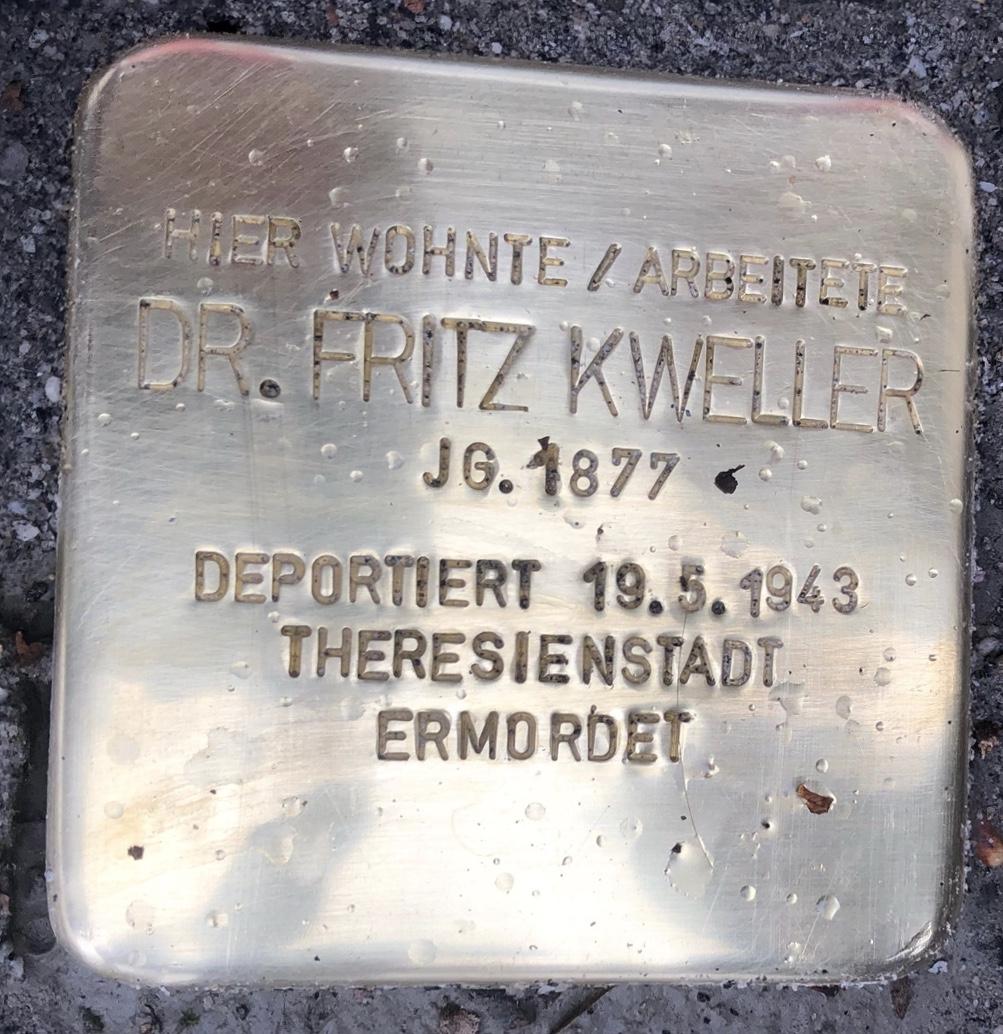 HIER WOHNTE / ARBEITETE
DR. FRITZ KWELLER
JG. 1877
DEPORTIERT 19.5.1943
THERESIENSTADT
ERMORDET